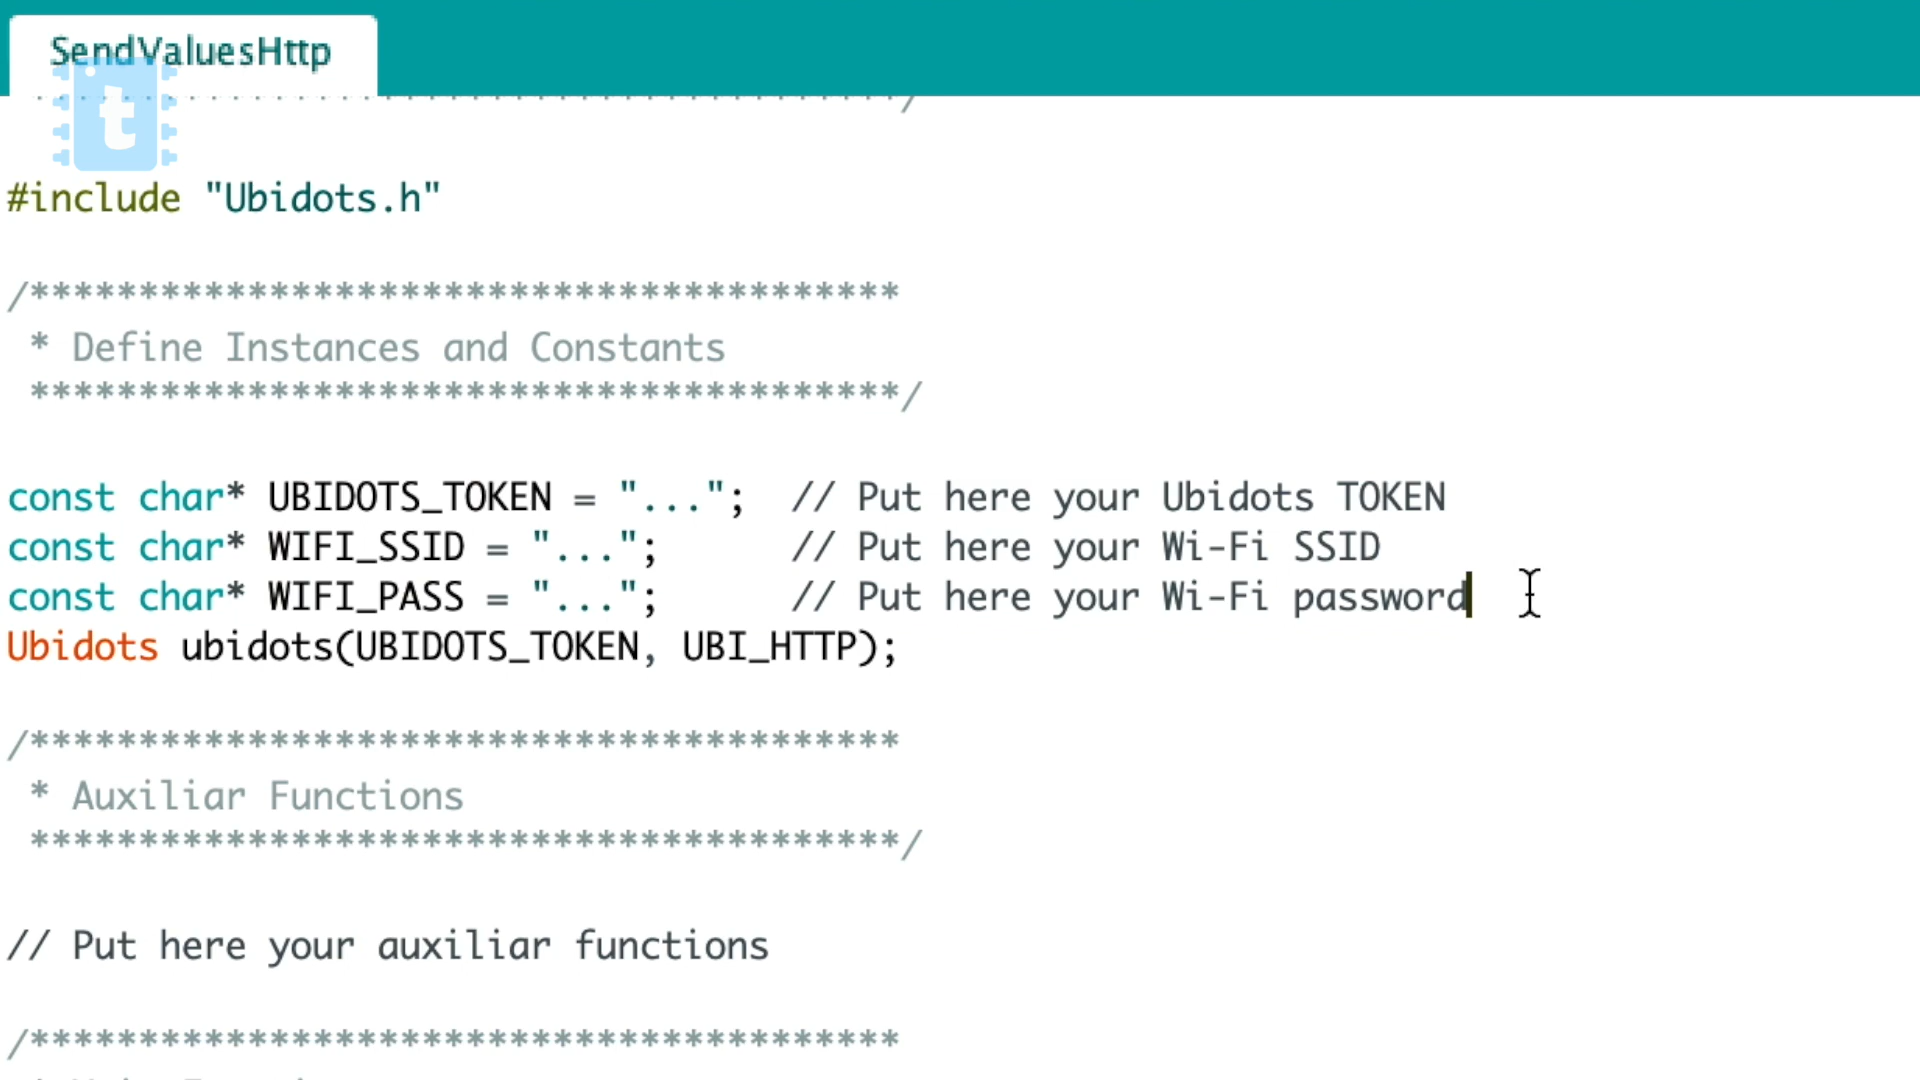 SendValuesHttp
t
#include "Ubidots.h"
/****************************************
 * Define Instances and Constants
 ****************************************/
const char* UBIDOTS_TOKEN = "...";  // Put here your Ubidots TOKEN
const char* WIFI_SSID = "...";      // Put here your Wi-Fi SSID
const char* WIFI_PASS = "...";      // Put here your Wi-Fi password
Ubidots ubidots(UBIDOTS_TOKEN, UBI_HTTP);
/****************************************
 * Auxiliar Functions
 ****************************************/
// Put here your auxiliar functions
/****************************************